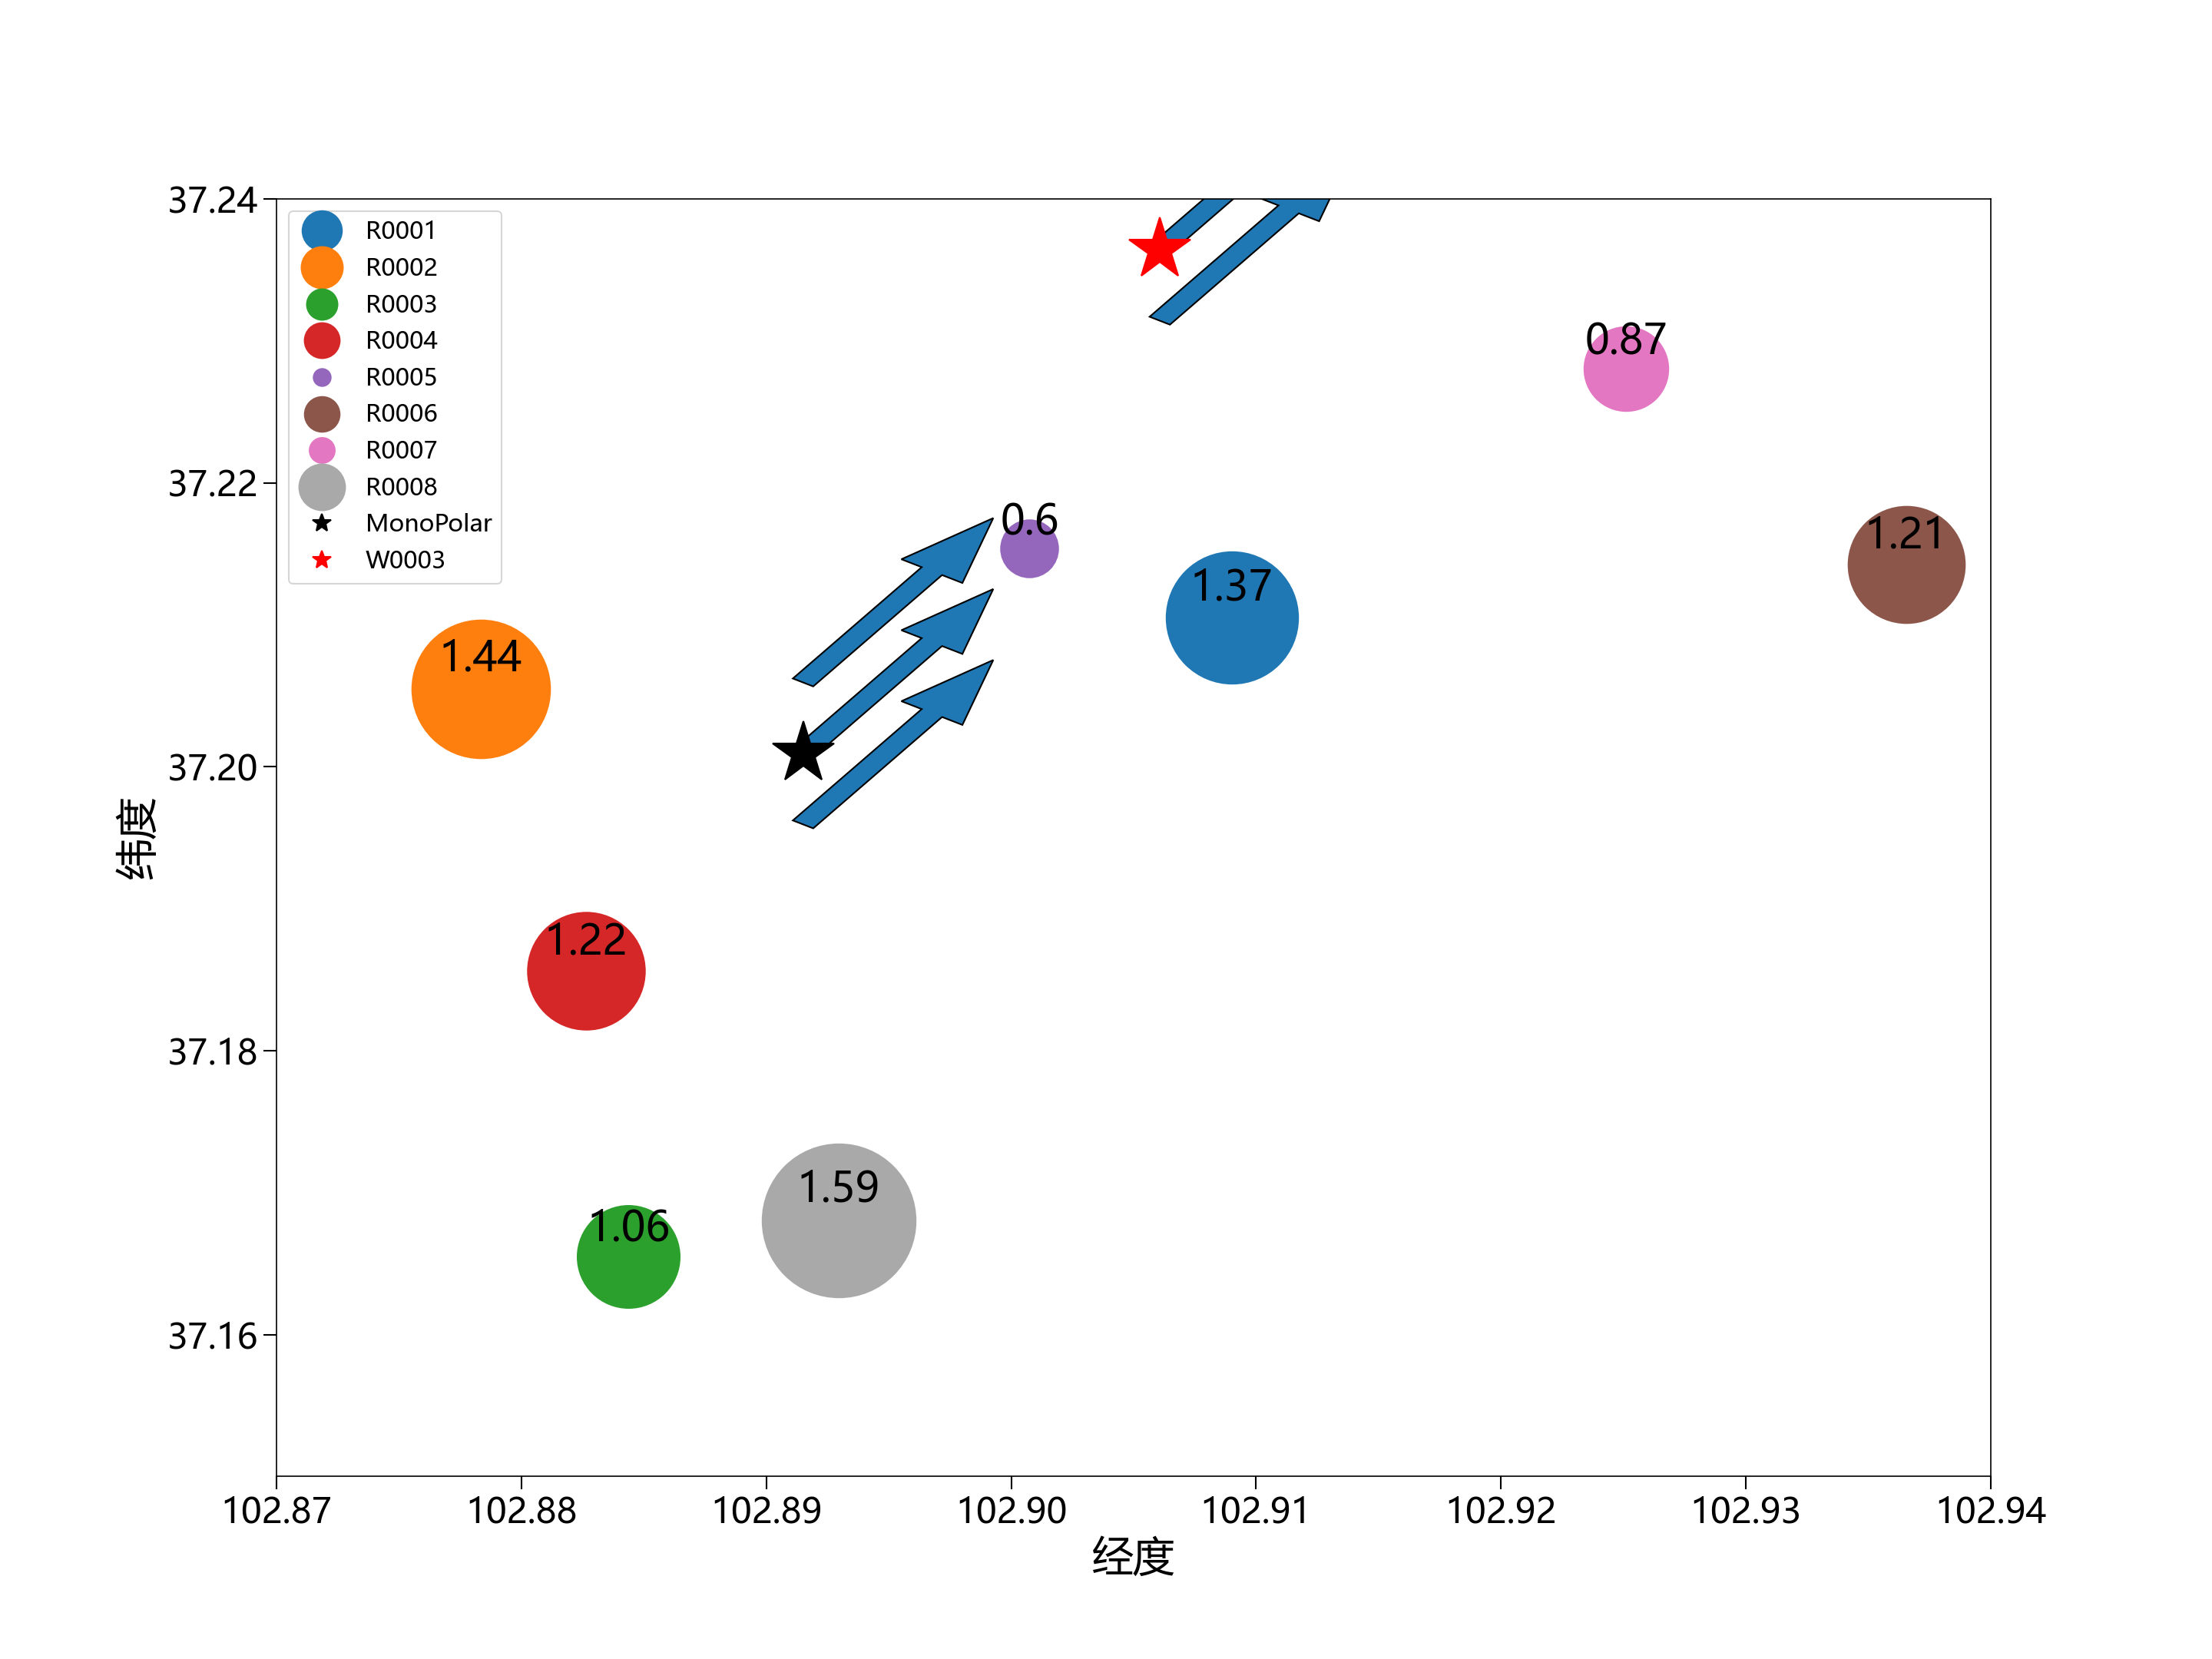 37.24
37.22
37.20
37.18
37.16
纬度
R0001
R0002
R0003
R0004
R0005
R0006
R0007
R0008
MonoPolar
W0003
0.87
0.6
1.21
1.37
1.44
1.22
1.59
1.06
102.87 102.88 102.89 102.90 102.91 102.92 102.93 102.94
经度